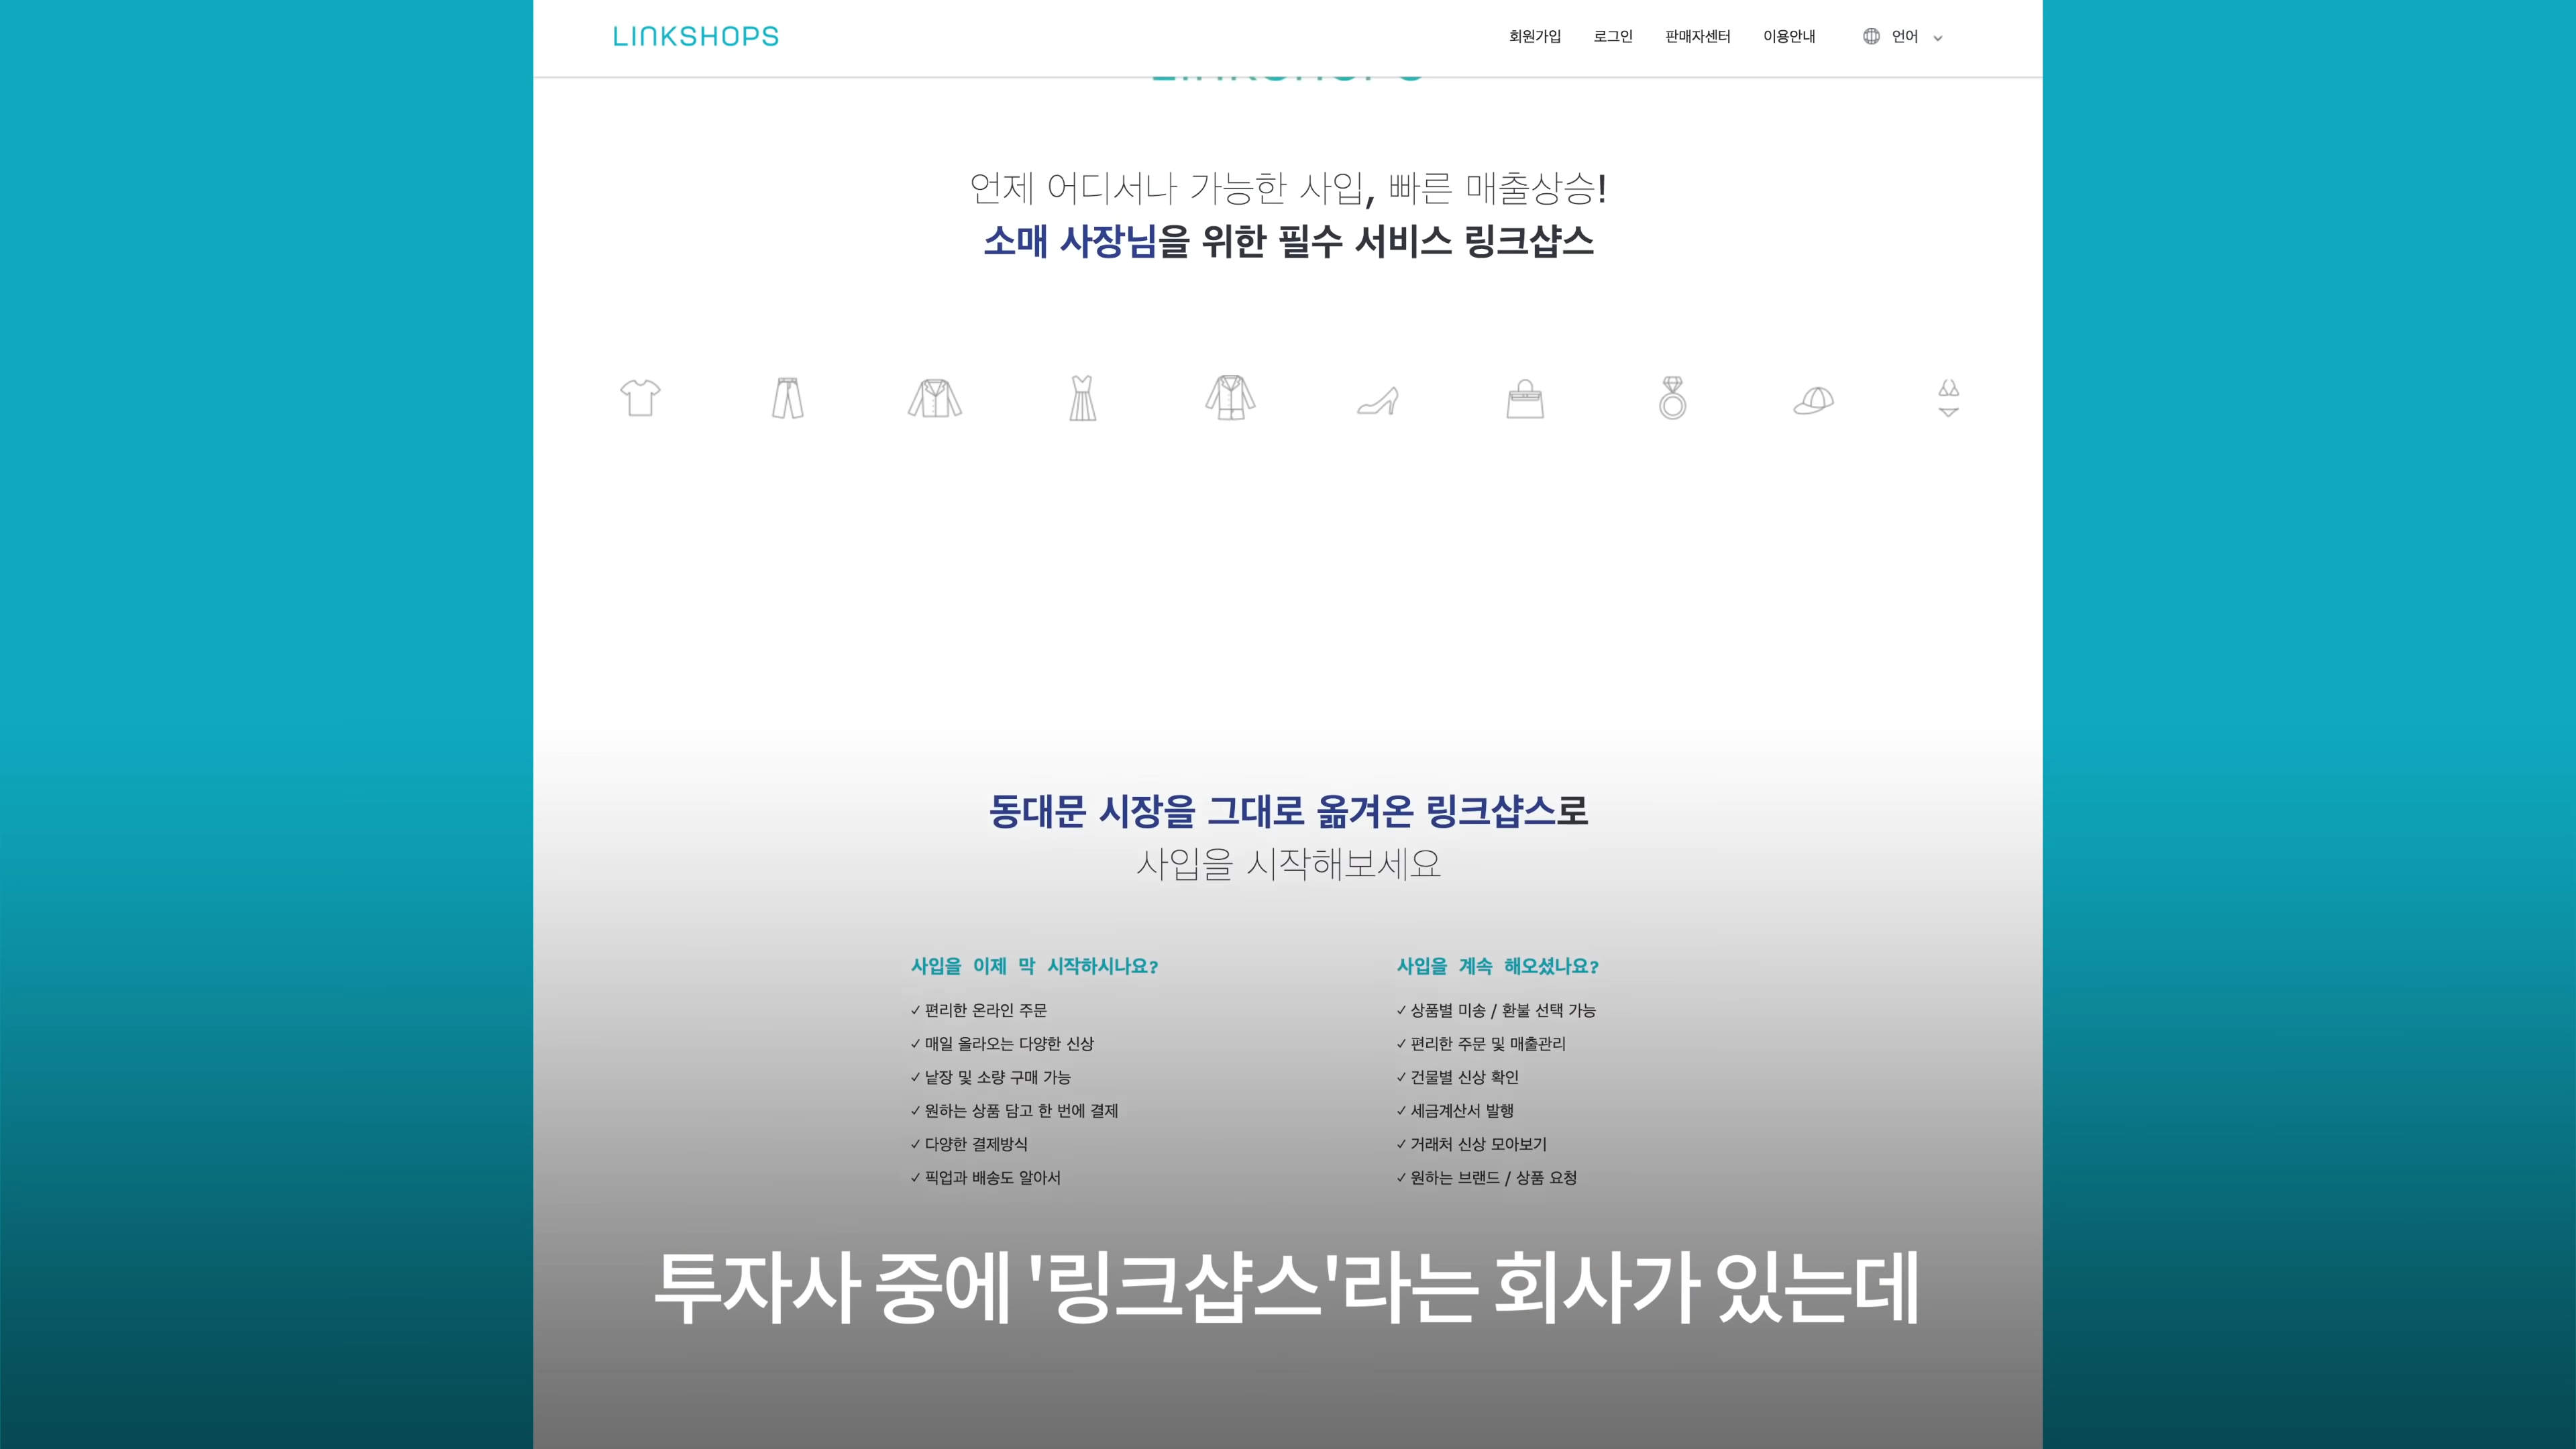 LINKSHOPS
회원가입 로그인 판매자센터 이용안내 언어
언제 어디서나 가능한 사입, 빠른 매출상승!
소매 사장님을 위한 필수 서비스 링크샵스
동대문 시장을 그대로 옮겨온 링크샵스로
사입을 시작해보세요
사입을 이제 막 시작하시나요?
✓ 편리한 온라인 주문
✓ 매일 올라오는 다양한 신상
✓ 낱장 및 소량 구매 가능
✓ 원하는 상품 담고 한 번에 결제
✓ 다양한 결제방식
✓ 픽업과 배송도 알아서
사입을 계속 해오셨나요?
✓ 상품별 미송 / 환불 선택 가능
✓ 편리한 주문 및 매출관리
✓ 건물별 신상 확인
✓ 세금계산서 발행
✓ 거래처 신상 모아보기
✓ 원하는 브랜드 / 상품 요청
투자사 중에 '링크샵스'라는 회사가 있는데